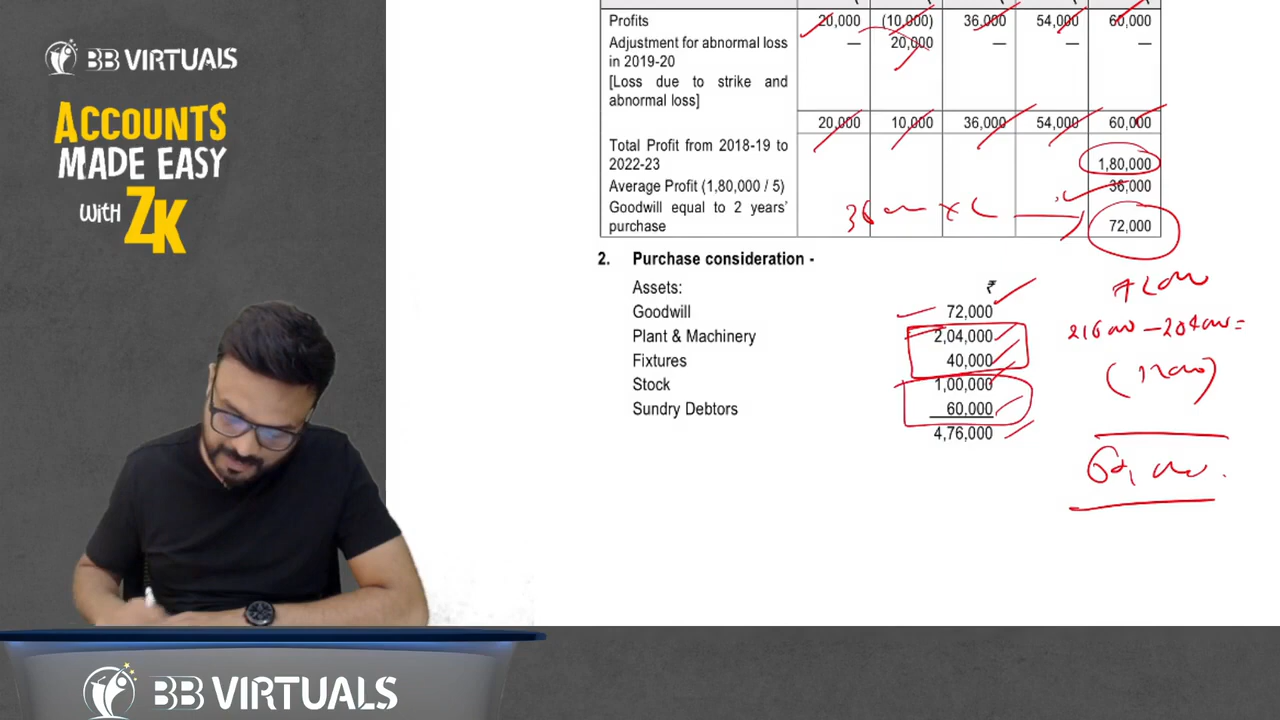 BB VIRTUALS
ACCOUNTS
MADE EASY
WITH ZK
Profits 20,000 (10,000) 36,000 54,000 60,000
Adjustment for abnormal loss — 20,000 — — —
in 2019-20
[Loss due to strike and
abnormal loss]
20,000 10,000 36,000 54,000 60,000
Total Profit from 2018-19 to
2022-23 1,80,000
Average Profit (1,80,000 / 5) 36,000
Goodwill equal to 2 years'
purchase 72,000
2. Purchase consideration -
Assets: ₹
Goodwill 72,000
Plant & Machinery 2,04,000
Fixtures 40,000
Stock 1,00,000
Sundry Debtors 60,000
4,76,000
BB VIRTUALS